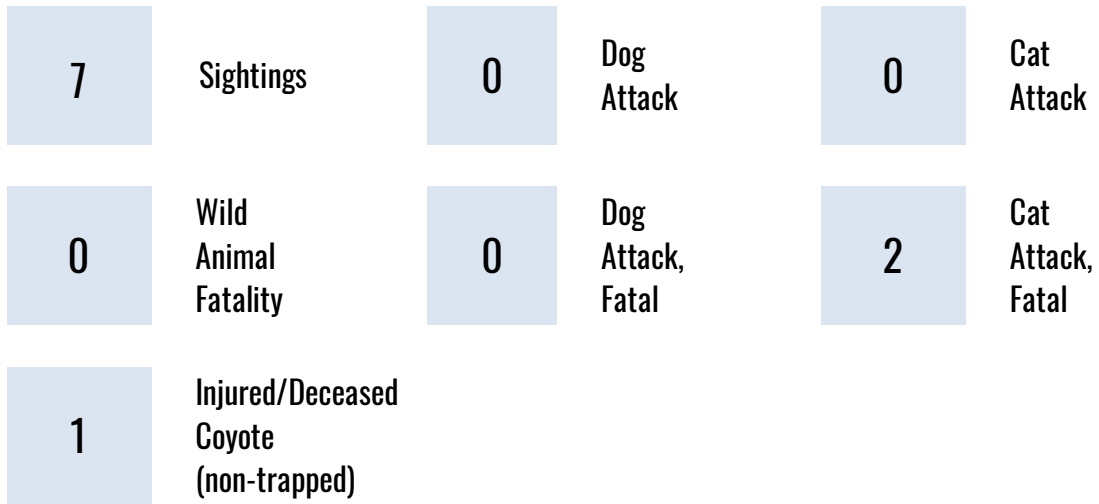 7
Sightings
0
Dog
Attack
0
Cat
Attack
0
Wild
Animal
Fatality
0
Dog
Attack,
Fatal
2
Cat
Attack,
Fatal
1
Injured/Deceased
Coyote
(non-trapped)